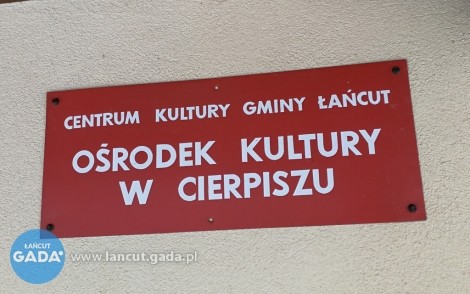 CENTRUM KULTURY GMINY ŁAŃCUT
OŚRODEK KULTURY
W CIERPISZU
ŁAŃCUT
GADA
www.lancut.gada.pl